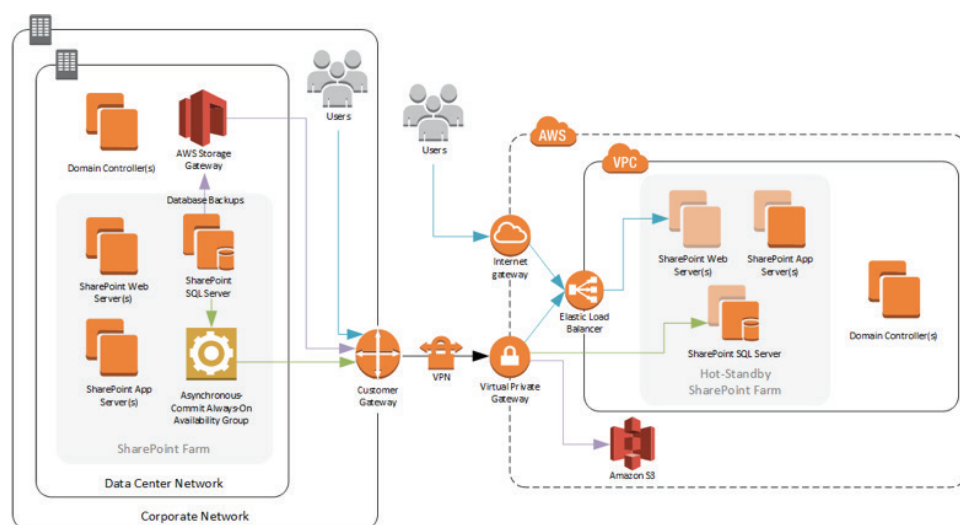 Users
Domain Controller(s)
AWS Storage
Gateway
Database Backups
SharePoint Web
Server(s)
SharePoint
SQL Server
SharePoint App
Server(s)
Asynchronous-
Commit Always-On
Availability Group
SharePoint Farm
Data Center Network
Corporate Network
Customer
Gateway
VPN
Users
AWS
VPC
Internet
gateway
Elastic Load
Balancer
Virtual Private
Gateway
SharePoint Web
Server(s)
SharePoint App
Server(s)
SharePoint SQL Server
Hot-Standby
SharePoint Farm
Domain Controller(s)
Amazon S3